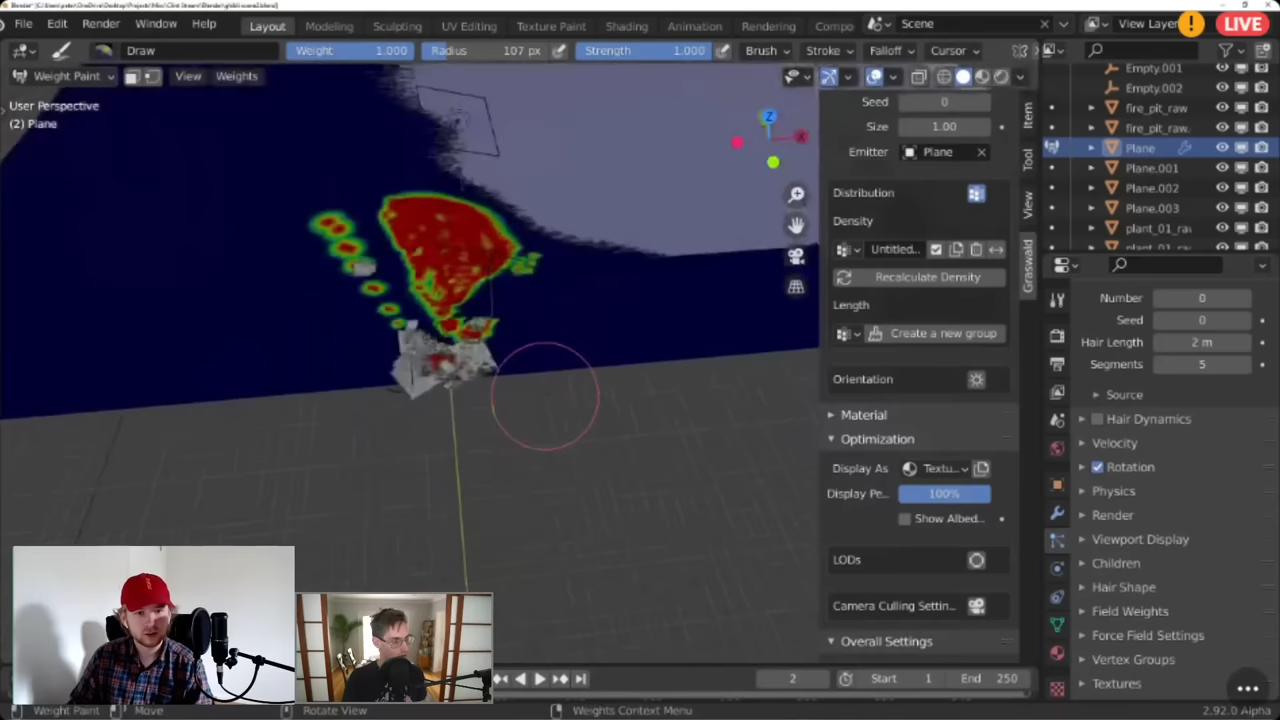 File Edit Render Window Help Layout Modeling Sculpting UV Editing Texture Paint Shading Animation Rendering Compo Scene View Layer LIVE
Draw Weight 1.000 Radius 107 px Strength 1.000 Brush Stroke Falloff Cursor
Weight Paint View Weights
User Perspective
(2) Plane
Z
X
Seed 0
Size 1.00
Emitter Plane
Distribution
Density
Untitled...
Recalculate Density
Length
Create a new group
Orientation
Material
Optimization
Display As Textu...
Display Pe... 100%
Show Albed...
LODs
Camera Culling Settin...
Overall Settings
Item
Tool
View
Graswald
Empty.001
Empty.002
fire_pit_raw
fire_pit_raw.
Plane
Plane.001
Plane.002
Plane.003
plant_01_ra
Number 0
Seed 0
Hair Length 2 m
Segments 5
Source
Hair Dynamics
Velocity
Rotation
Physics
Render
Viewport Display
Children
Hair Shape
Field Weights
Force Field Settings
Vertex Groups
Textures
2 Start 1 End 250
Weight Paint Move Rotate View Weights Context Menu 2.92.0 Alpha